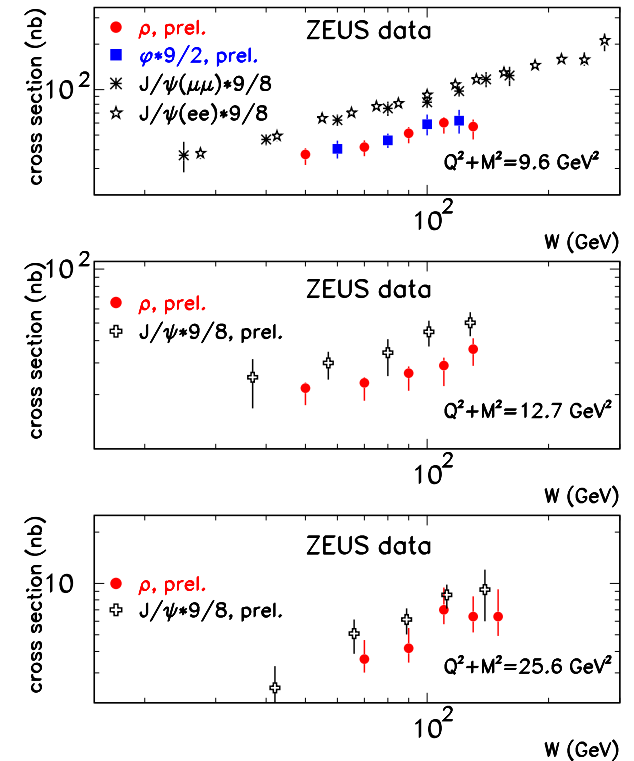 cross section (nb)
ZEUS data
ρ, prel.
φ*9/2, prel.
J/ψ(μμ)*9/8
J/ψ(ee)*9/8
10²
Q²+M²=9.6 GeV²
10²
W (GeV)
cross section (nb)
10²
ZEUS data
ρ, prel.
J/ψ*9/8, prel.
Q²+M²=12.7 GeV²
10²
W (GeV)
cross section (nb)
ZEUS data
10
ρ, prel.
J/ψ*9/8, prel.
Q²+M²=25.6 GeV²
10²
W (GeV)